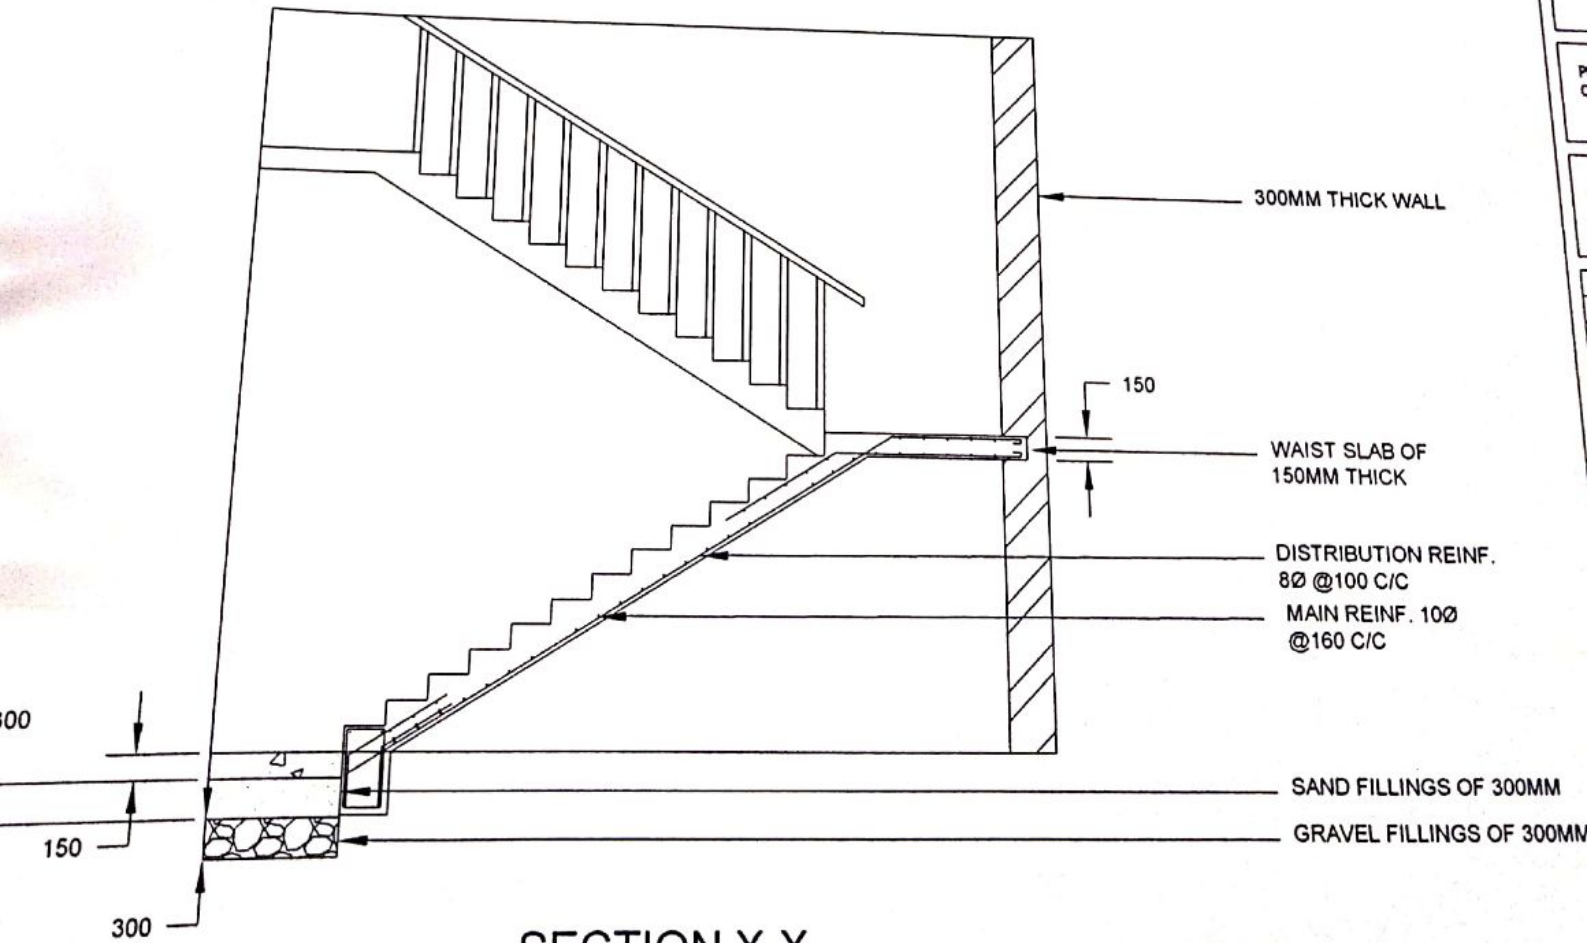 300MM THICK WALL
150
WAIST SLAB OF
150MM THICK
DISTRIBUTION REINF.
8Ø @100 C/C
MAIN REINF. 10Ø
@160 C/C
SAND FILLINGS OF 300MM
GRAVEL FILLINGS OF 300MM
150
300
SECTION X-X